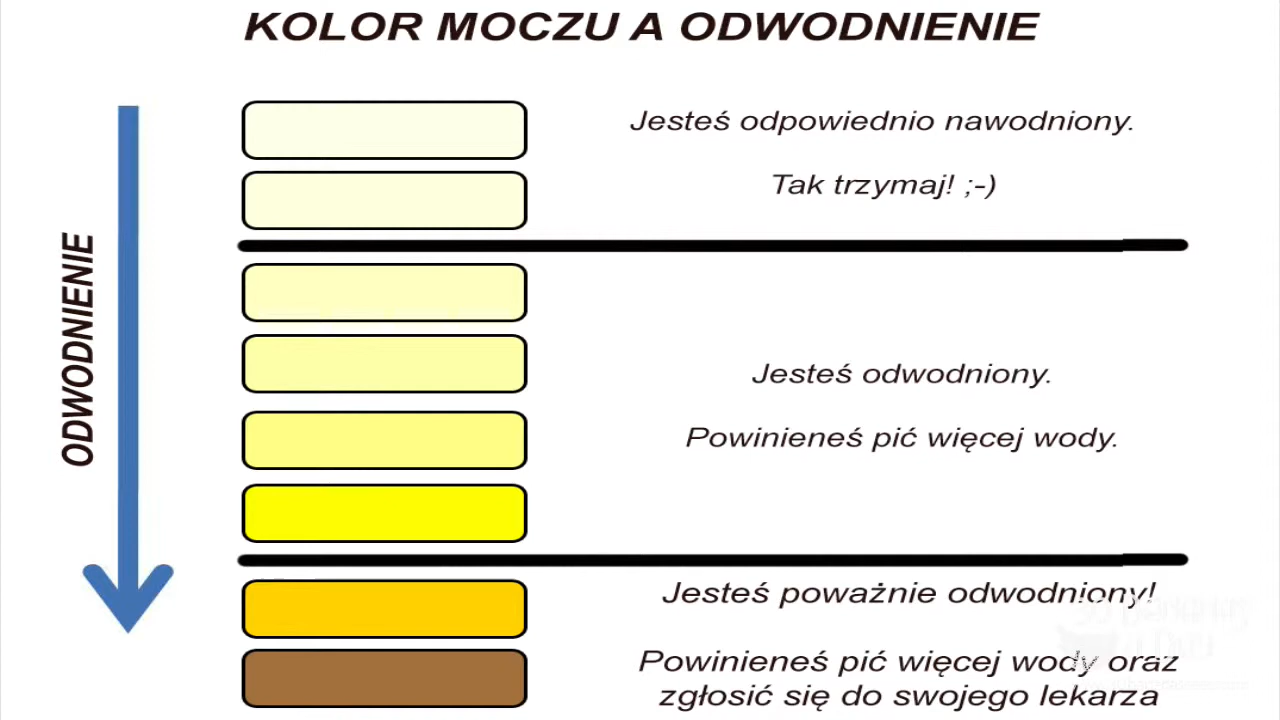 KOLOR MOCZU A ODWODNIENIE
ODWODNIENIE
Jesteś odpowiednio nawodniony.
Tak trzymaj! ;-)
Jesteś odwodniony.
Powinieneś pić więcej wody.
Jesteś poważnie odwodniony!
Powinieneś pić więcej wody oraz
zgłosić się do swojego lekarza